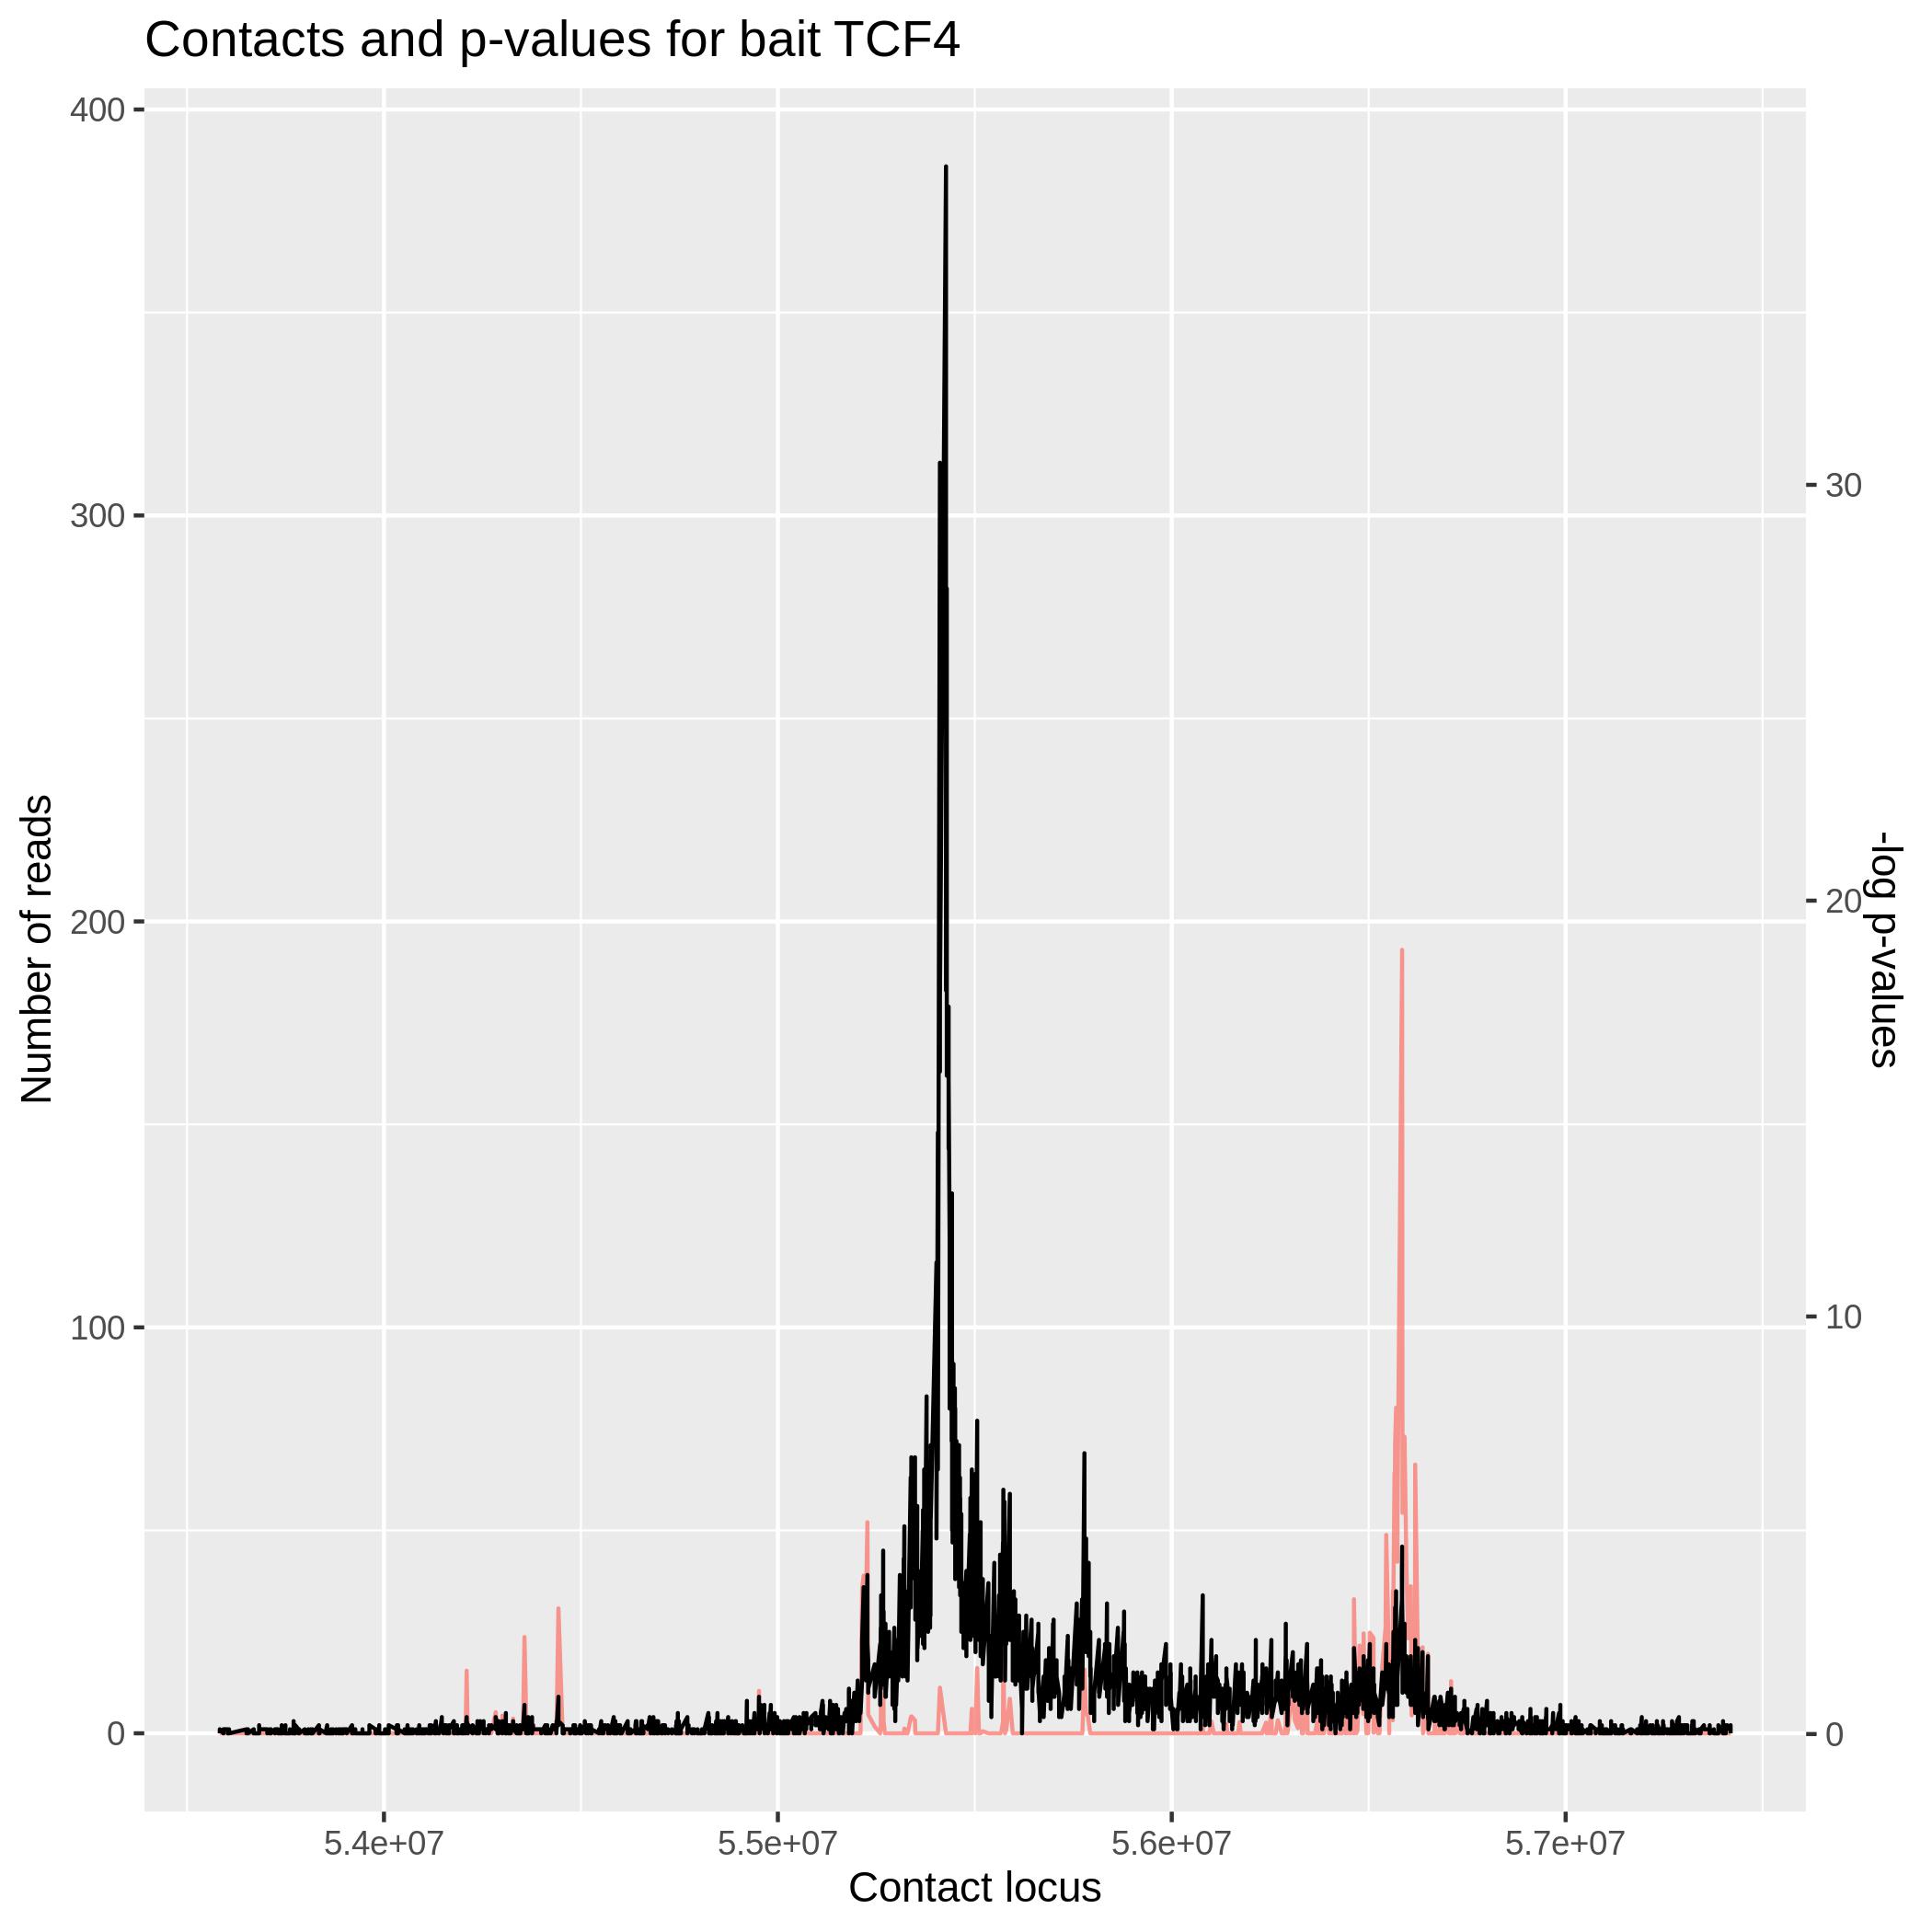 Contacts and p-values for bait TCF4
400
300
200
100
0
Number of reads
30
20
10
0
-log p-values
5.4e+07
5.5e+07
5.6e+07
5.7e+07
Contact locus